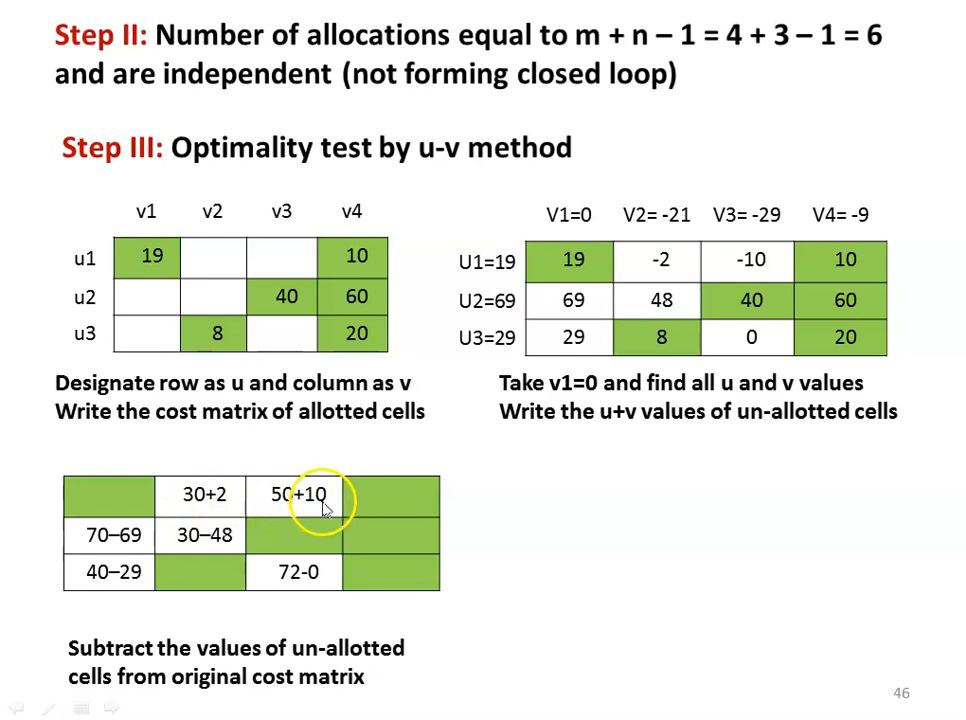 Step II: Number of allocations equal to m + n – 1 = 4 + 3 – 1 = 6
and are independent (not forming closed loop)
Step III: Optimality test by u-v method
v1 v2 v3 v4
u1 19 10
u2 40 60
u3 8 20
Designate row as u and column as v
Write the cost matrix of allotted cells
V1=0 V2= -21 V3= -29 V4= -9
U1=19 19 -2 -10 10
U2=69 69 48 40 60
U3=29 29 8 0 20
Take v1=0 and find all u and v values
Write the u+v values of un-allotted cells
30+2 50+10
70–69 30–48
40–29 72-0
Subtract the values of un-allotted
cells from original cost matrix
46